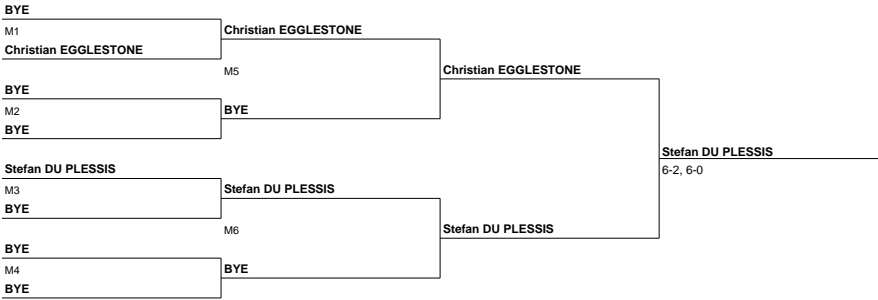 BYE
M1
Christian EGGLESTONE
BYE
M2
BYE
Stefan DU PLESSIS
M3
BYE
BYE
M4
BYE
Christian EGGLESTONE
M5
BYE
Stefan DU PLESSIS
M6
BYE
Christian EGGLESTONE
Stefan DU PLESSIS
Stefan DU PLESSIS
6-2, 6-0